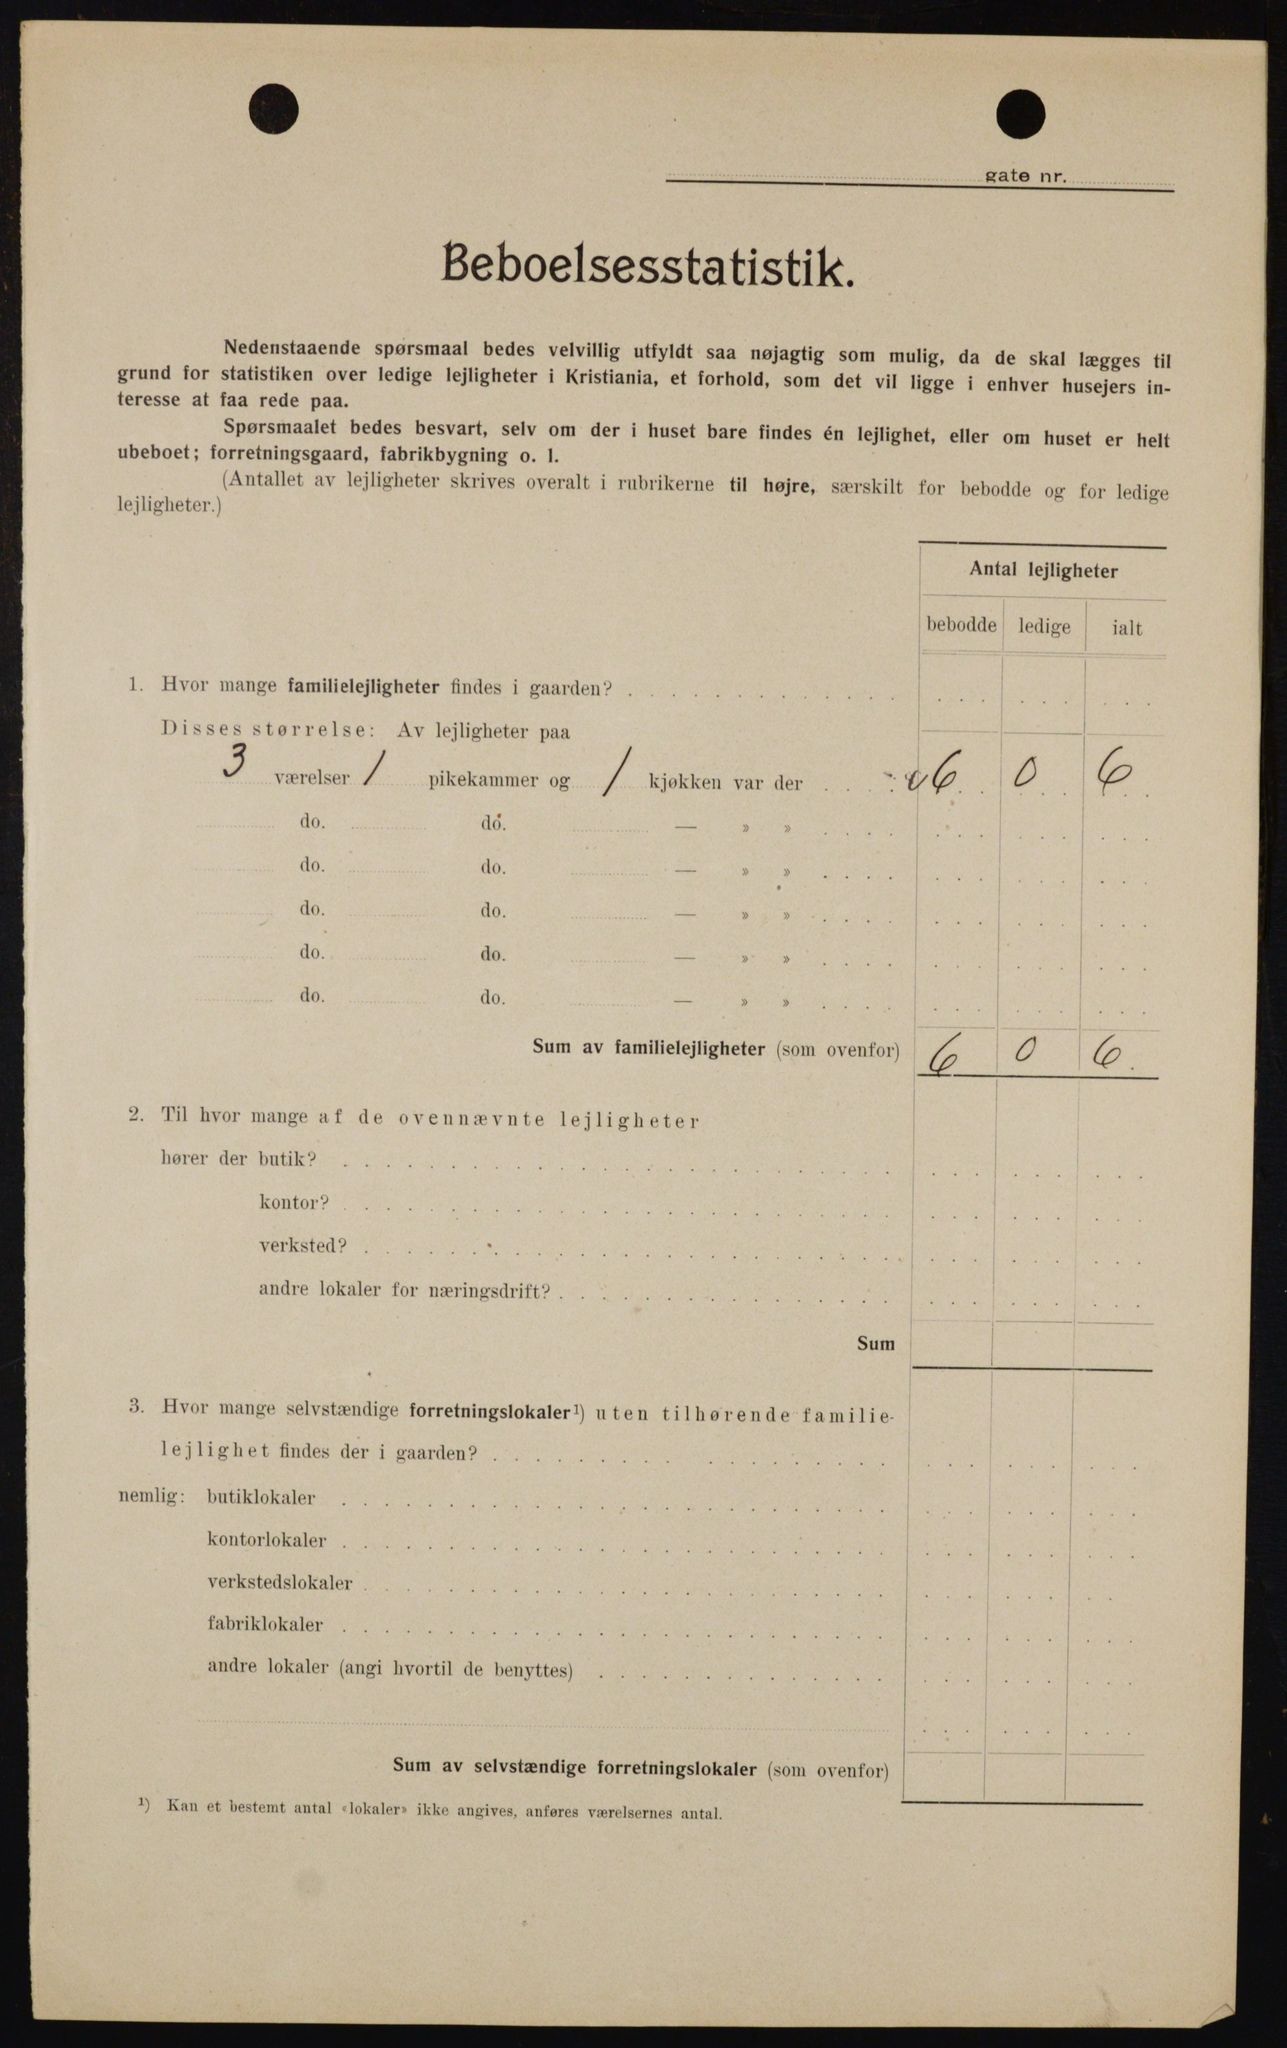 gate nr.
Beboelsesstatistik.
Nedenstaaende spørsmaal bedes velvillig utfyldt saa nøjagtig som mulig, da de skal lægges til
grund for statistiken over ledige lejligheter i Kristiania, et forhold, som det vil ligge i enhver husejers in-
teresse at faa rede paa.
Spørsmaalet bedes besvart, selv om der i huset bare findes én lejlighet, eller om huset er helt
ubeboet; forretningsgaard, fabrikbygning o. l.
(Antallet av lejligheter skrives overalt i rubrikerne til højre, særskilt for bebodde og for ledige
lejligheter.)
Antal lejligheter
bebodde ledige ialt
1. Hvor mange familielejligheter findes i gaarden?
Disses størrelse: Av lejligheter paa
3 værelser 1 pikekammer og 1 kjøkken var der 6 0 6
do. do. — » »
do. do. — » »
do. do. — » »
do. do. — » »
do. do. — » »
Sum av familielejligheter (som ovenfor) 6 0 6
2. Til hvor mange af de ovennævnte lejligheter
hører der butik?
kontor?
verksted?
andre lokaler for næringsdrift?
Sum
3. Hvor mange selvstændige forretningslokaler¹) uten tilhørende familie-
lejlighet findes der i gaarden?
nemlig: butiklokaler
kontorlokaler
verkstedslokaler
fabriklokaler
andre lokaler (angi hvortil de benyttes)
Sum av selvstændige forretningslokaler (som ovenfor)
¹) Kan et bestemt antal «lokaler» ikke angives, anføres værelsernes antal.